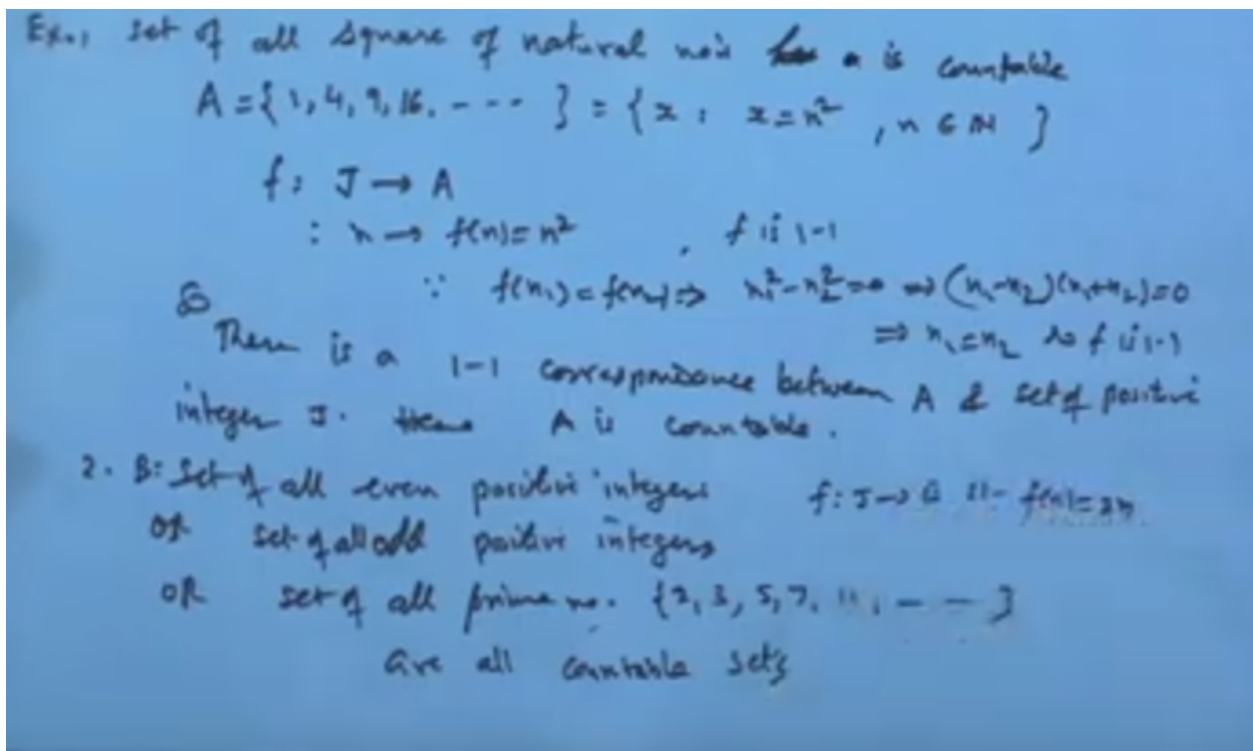 Ex. 1 Set of all square of natural no's is countable
A = { 1, 4, 9, 16, - - - - } = { x : x = n² , n ∈ N }
f : J → A
: n → f(n) = n² , f is 1-1
∵ f(n₁) = f(n₂) ⇒ n₁² - n₂² = 0 ⇒ (n₁-n₂)(n₁+n₂) = 0
⇒ n₁ = n₂ so f is 1-1
So
There is a 1-1 correspondence between A & set of positive
integer J. Hence A is countable.
2. B: Set of all even positive integers f: J → f(n) = 2n
OR set of all odd positive integers
OR set of all prime no. {2, 3, 5, 7, 11, - - }
are all countable sets